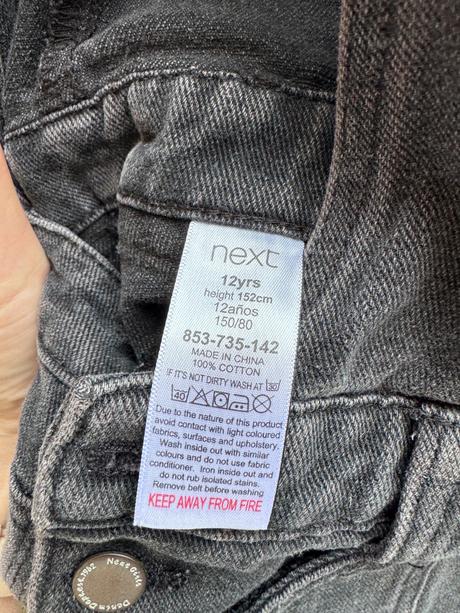 next
12yrs
height 152cm
12años
150/80
853-735-142
MADE IN CHINA
100% COTTON
IF IT'S NOT DIRTY WASH AT 30
40
Due to the nature of this product
avoid contact with light coloured
fabrics, surfaces and upholstery.
Wash inside out with similar
colours and do not use fabric
conditioner. Iron inside out and
do not rub isolated stains.
Remove belt before washing
KEEP AWAY FROM FIRE
Next Girls